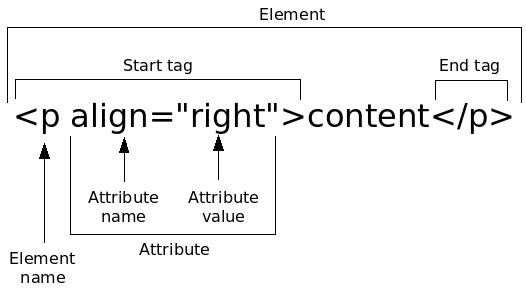 Element
Start tag
End tag
<p align="right">content</p>
Attribute
name
Attribute
value
Attribute
Element
name